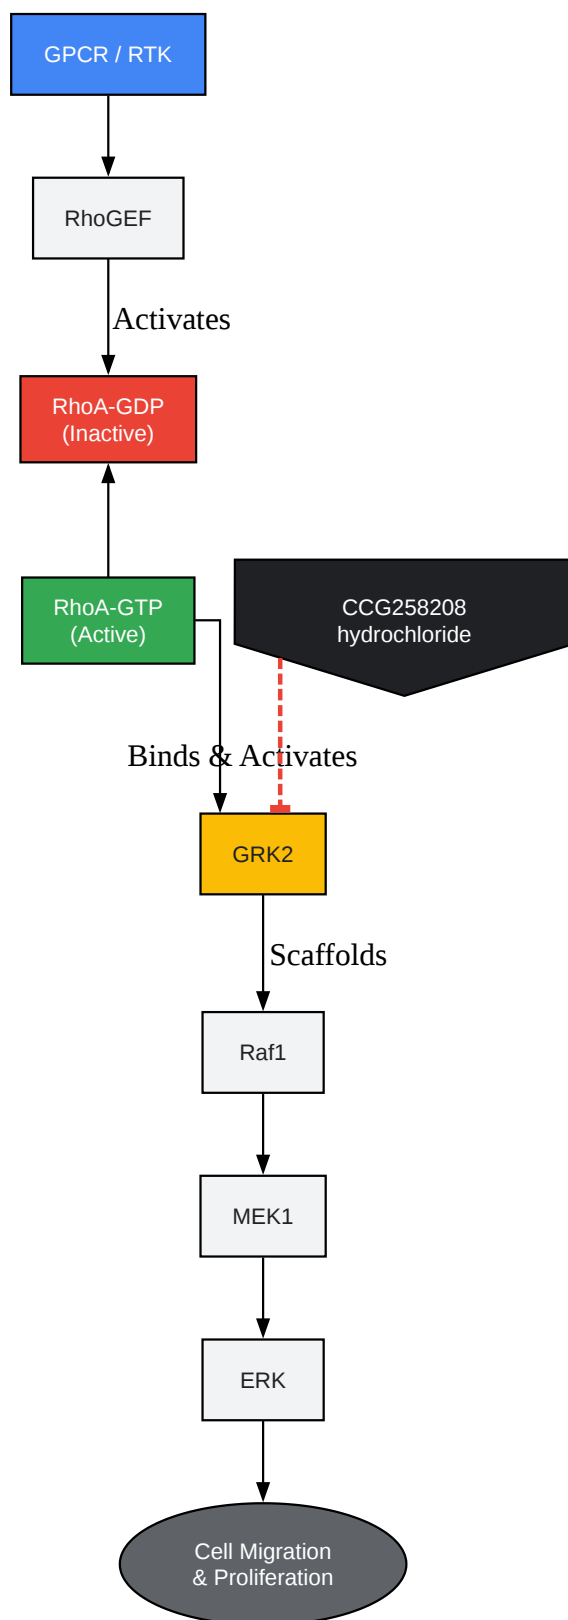 GPCR / RTK
RhoGEF
Activates
RhoA-GDP
(Inactive)
RhoA-GTP
(Active)
CCG258208
hydrochloride
Binds & Activates
GRK2
Scaffolds
Raf1
MEK1
ERK
Cell Migration
& Proliferation